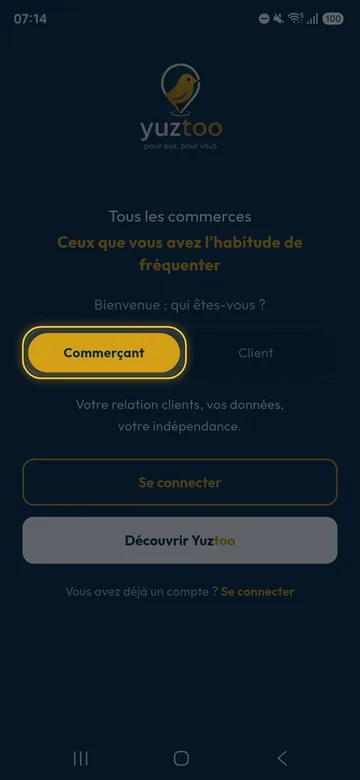 07:14
100
yuztoo
pour eux, pour vous
Tous les commerces
Ceux que vous avez l'habitude de
fréquenter
Bienvenue : qui êtes-vous ?
Commerçant
Client
Votre relation clients, vos données,
votre indépendance.
Se connecter
Découvrir Yuztoo
Vous avez déjà un compte ? Se connecter